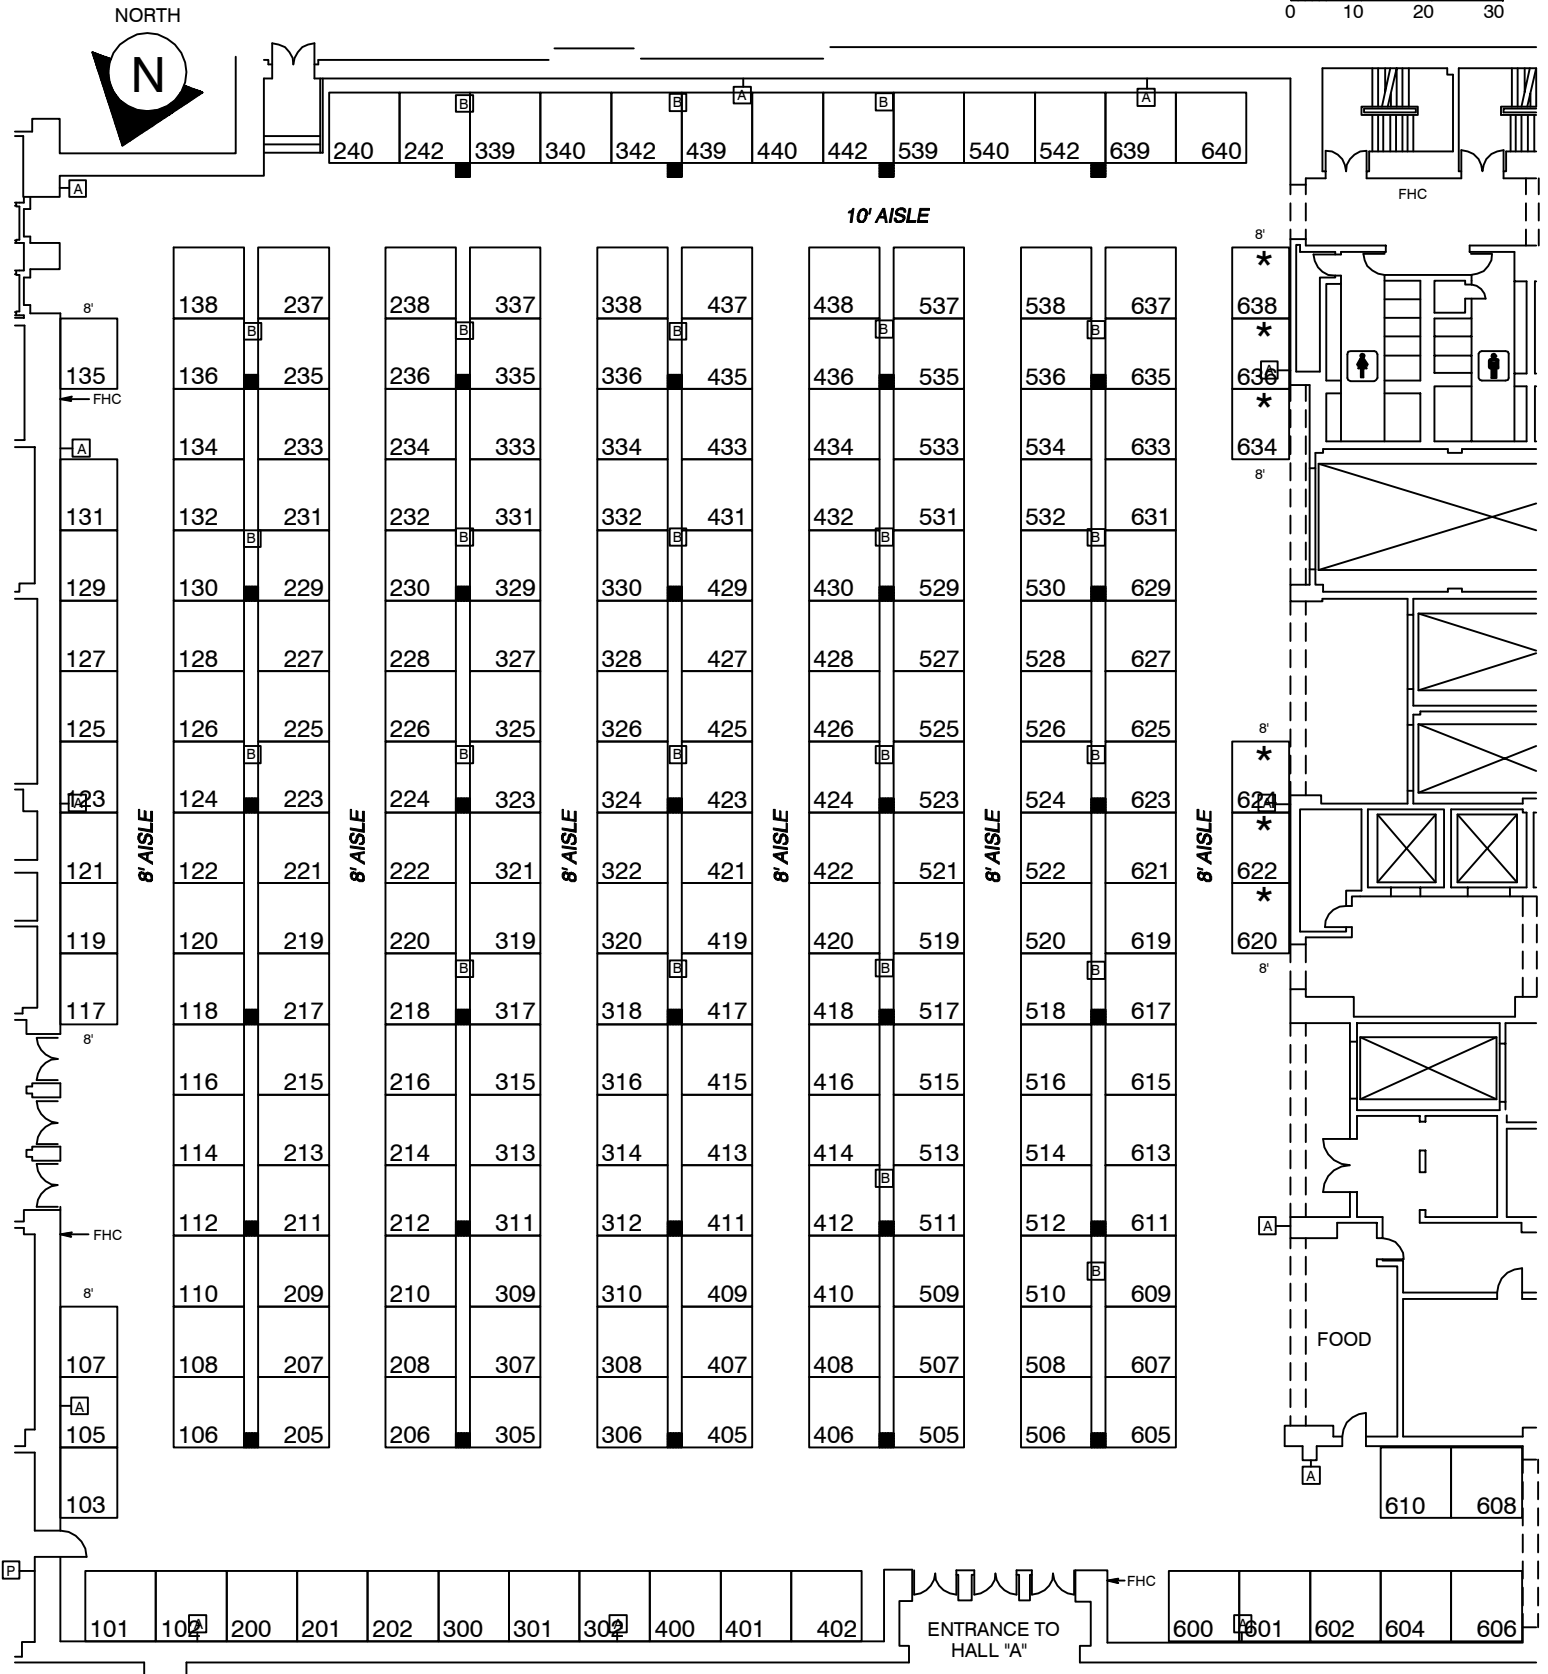 NORTH
N
0 10 20 30
B B A B A
240 242 339 340 342 439 440 442 539 540 542 639 640
A
FHC
10' AISLE
8'
* 
138 237 238 337 338 437 438 537 538 637 638
8'
B B B B B *
A
135 136 235 236 335 336 435 436 535 536 635 636
FHC
*
A
134 233 234 333 334 433 434 533 534 633 634
8'
131 132 231 232 331 332 431 432 531 532 631
B B B B B
129 130 229 230 329 330 429 430 529 530 629
127 128 227 228 327 328 427 428 527 528 627
125 126 225 226 325 326 425 426 525 526 625
8'
B B B B B *
A A
123 124 223 224 323 324 423 424 523 524 623 624
*
8' AISLE 8' AISLE 8' AISLE 8' AISLE 8' AISLE 8' AISLE
121 122 221 222 321 322 421 422 521 522 621 622
*
119 120 219 220 319 320 419 420 519 520 619 620
B B B B 8'
117 118 217 218 317 318 417 418 517 518 617
8'
116 215 216 315 316 415 416 515 516 615
114 213 214 313 314 413 414 513 514 613
B
112 211 212 311 312 411 412 511 512 611
A
FHC
B
8'
110 209 210 309 310 409 410 509 510 609
FOOD
107 108 207 208 307 308 407 408 507 508 607
A
105 106 205 206 305 306 405 406 505 506 605
A
103 610 608
P
FHC
A A A
101 102 200 201 202 300 301 302 400 401 402
ENTRANCE TO
HALL "A"
600 601 602 604 606